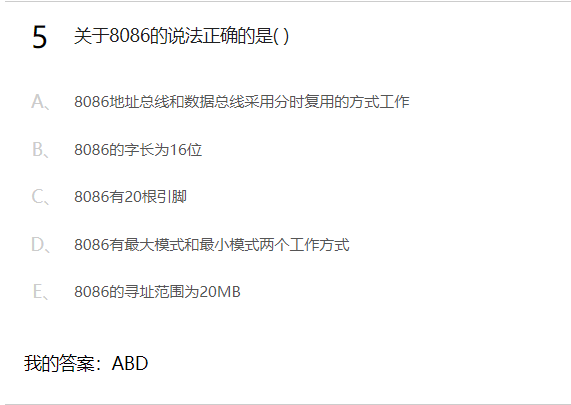 5 关于8086的说法正确的是( )
A、 8086地址总线和数据总线采用分时复用的方式工作
B、 8086的字长为16位
C、 8086有20根引脚
D、 8086有最大模式和最小模式两个工作方式
E、 8086的寻址范围为20MB
我的答案：ABD